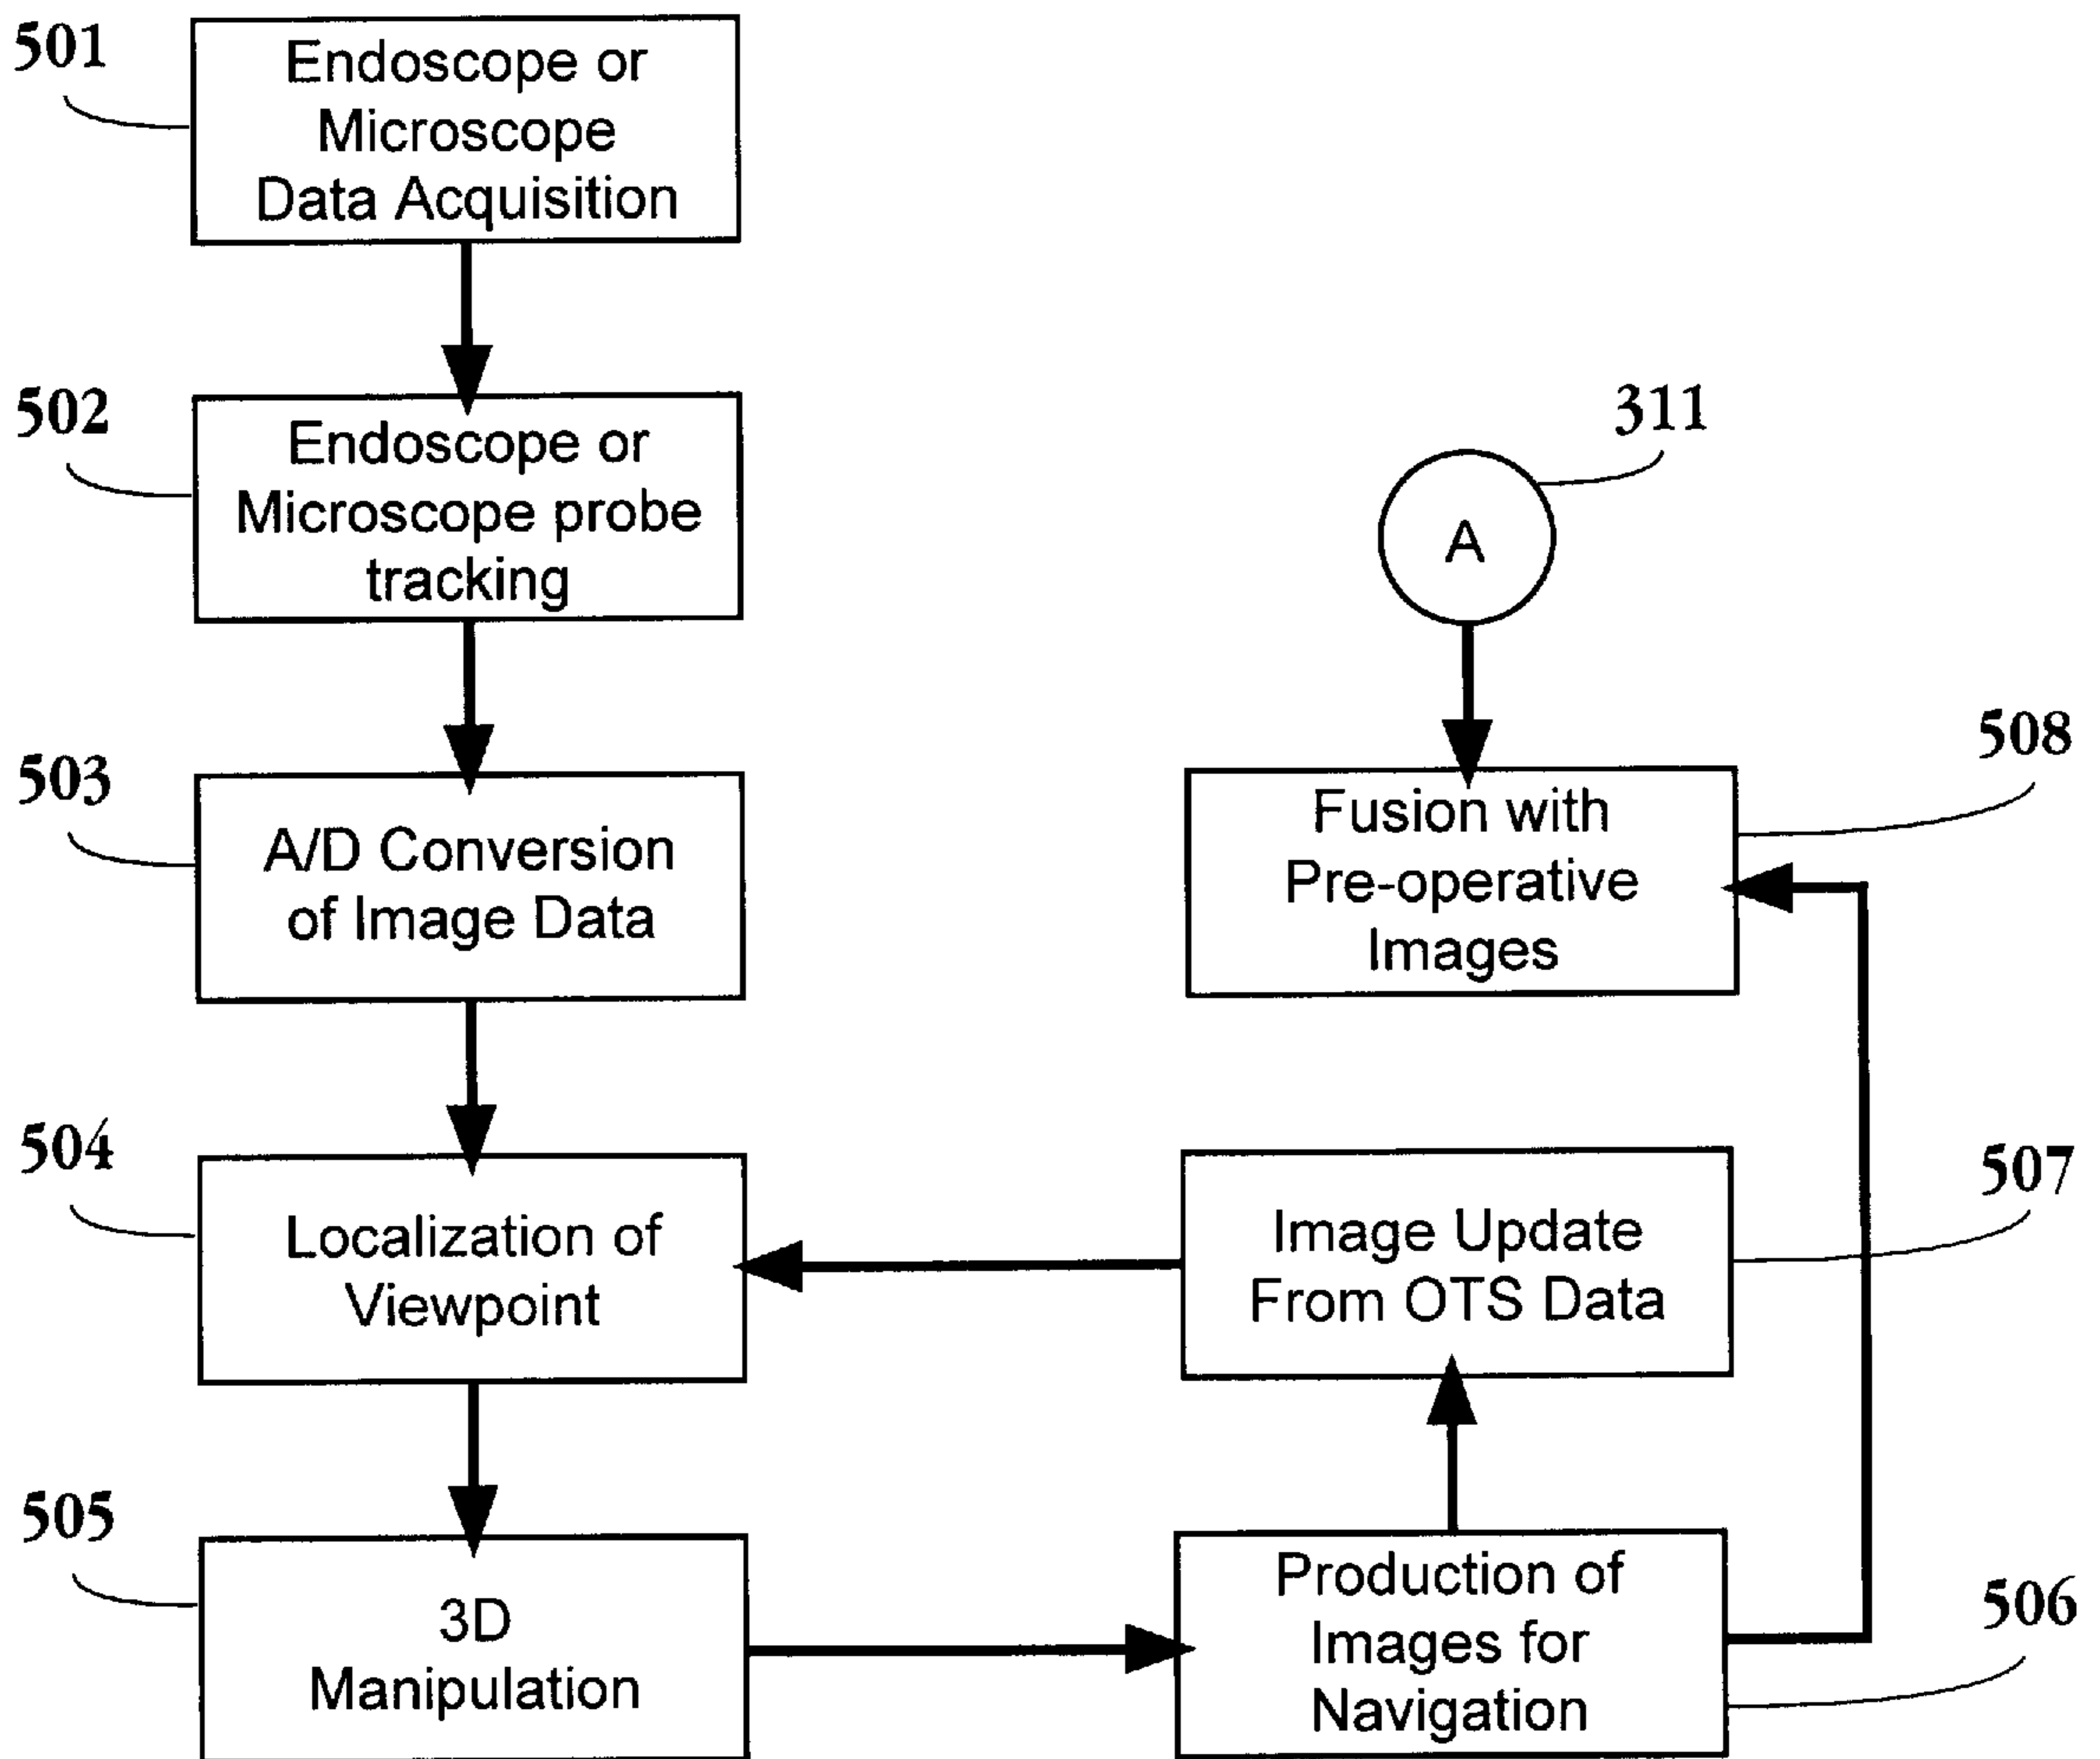 501
Endoscope or
Microscope
Data Acquisition
502
Endoscope or
Microscope probe
tracking
503
A/D Conversion
of Image Data
504
Localization of
Viewpoint
505
3D
Manipulation
311
A
508
Fusion with
Pre-operative
Images
507
Image Update
From OTS Data
506
Production of
Images for
Navigation